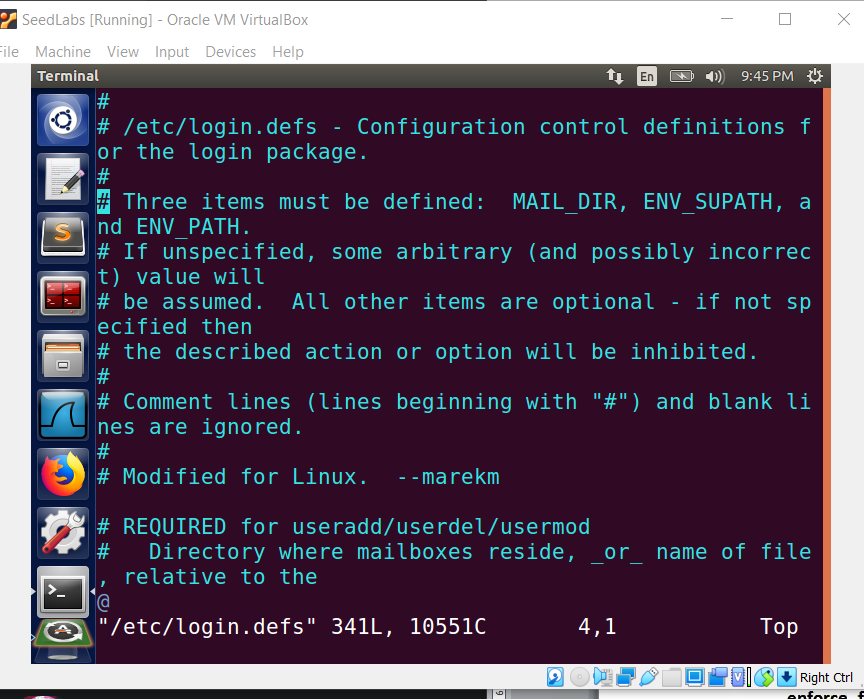 SeedLabs [Running] - Oracle VM VirtualBox
File Machine View Input Devices Help
Terminal En 9:45 PM
#
# /etc/login.defs - Configuration control definitions f
or the login package.
#
# Three items must be defined:  MAIL_DIR, ENV_SUPATH, a
nd ENV_PATH.
# If unspecified, some arbitrary (and possibly incorrec
t) value will
# be assumed.  All other items are optional - if not sp
ecified then
# the described action or option will be inhibited.
#
# Comment lines (lines beginning with "#") and blank li
nes are ignored.
#
# Modified for Linux.  --marekm

# REQUIRED for useradd/userdel/usermod
#   Directory where mailboxes reside, _or_ name of file
, relative to the
@
"/etc/login.defs" 341L, 10551C 4,1 Top
Right Ctrl